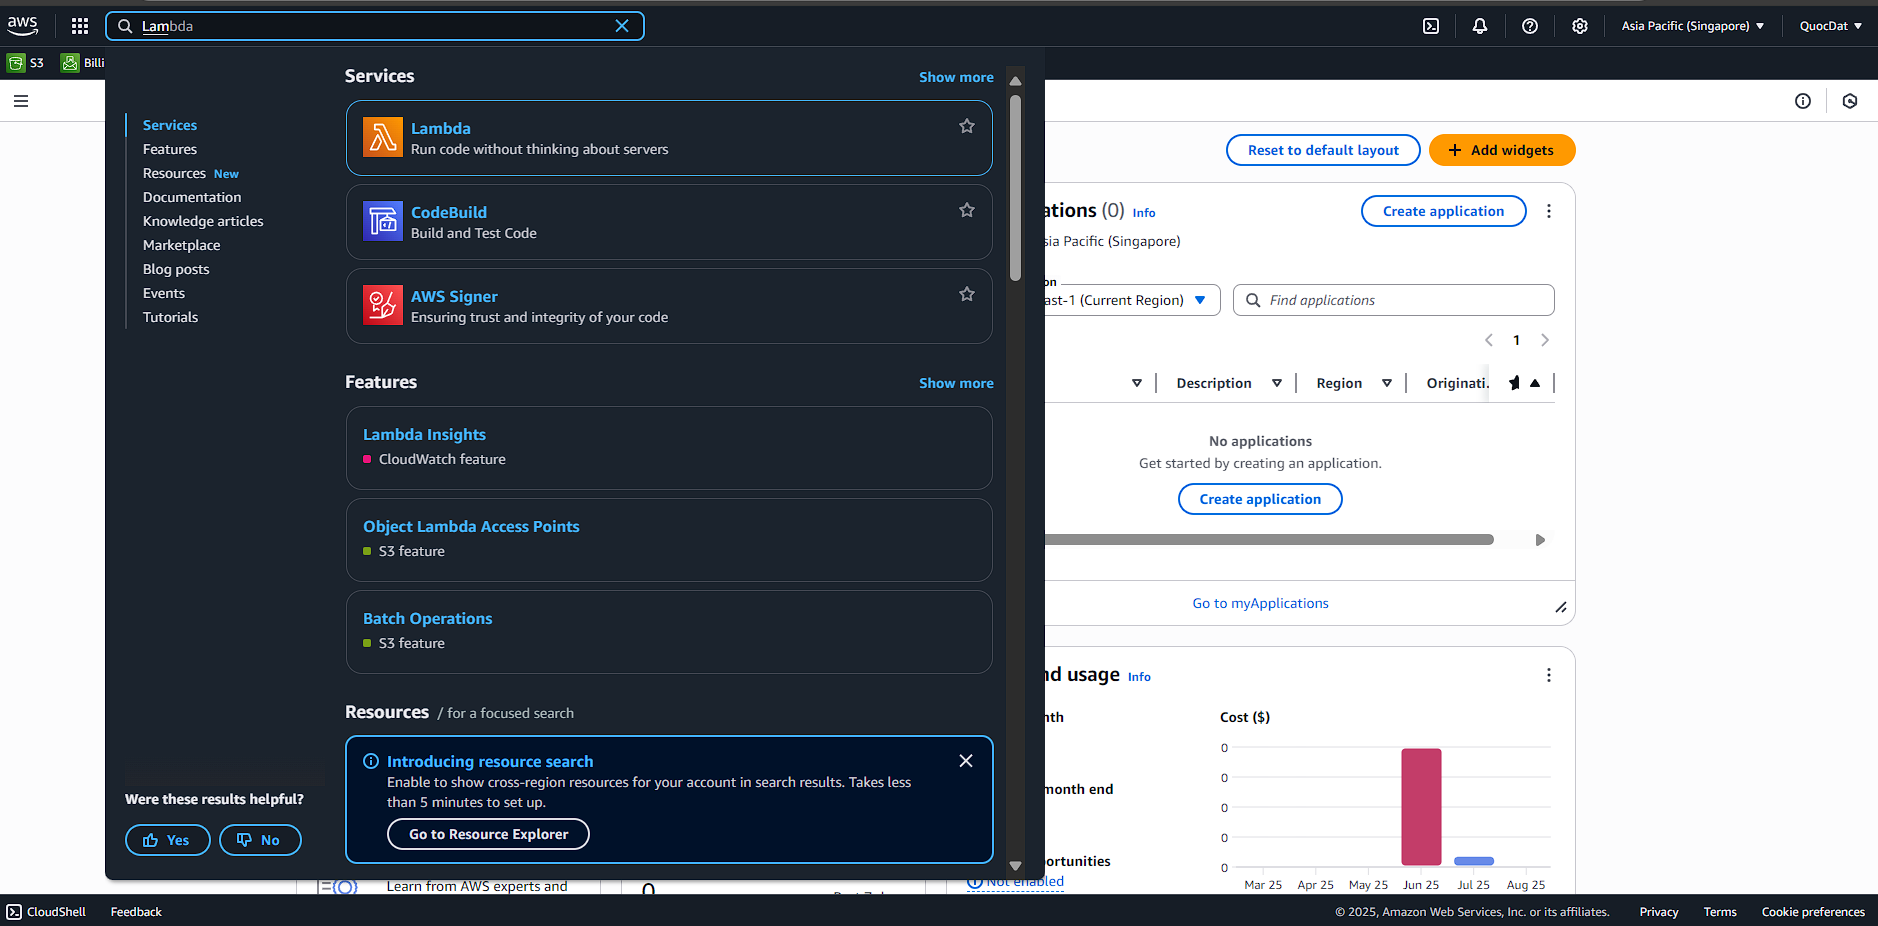 aws
Lambda
Asia Pacific (Singapore)
QuocDat
S3
Billi
Services
Features
Resources New
Documentation
Knowledge articles
Marketplace
Blog posts
Events
Tutorials
Were these results helpful?
Yes
No
Services
Show more
Lambda
Run code without thinking about servers
CodeBuild
Build and Test Code
AWS Signer
Ensuring trust and integrity of your code
Features
Show more
Lambda Insights
CloudWatch feature
Object Lambda Access Points
S3 feature
Batch Operations
S3 feature
Resources / for a focused search
Introducing resource search
Enable to show cross-region resources for your account in search results. Takes less
than 5 minutes to set up.
Go to Resource Explorer
Reset to default layout
Add widgets
ations (0) Info
Create application
sia Pacific (Singapore)
on
ast-1 (Current Region)
Find applications
1
Description
Region
Originati.
No applications
Get started by creating an application.
Create application
Go to myApplications
nd usage Info
nth
month end
ortunities
Not enabled
Cost ($)
0
0
0
0
0
Mar 25 Apr 25 May 25 Jun 25 Jul 25 Aug 25
Learn from AWS experts and
0
CloudShell
Feedback
© 2025, Amazon Web Services, Inc. or its affiliates.
Privacy
Terms
Cookie preferences